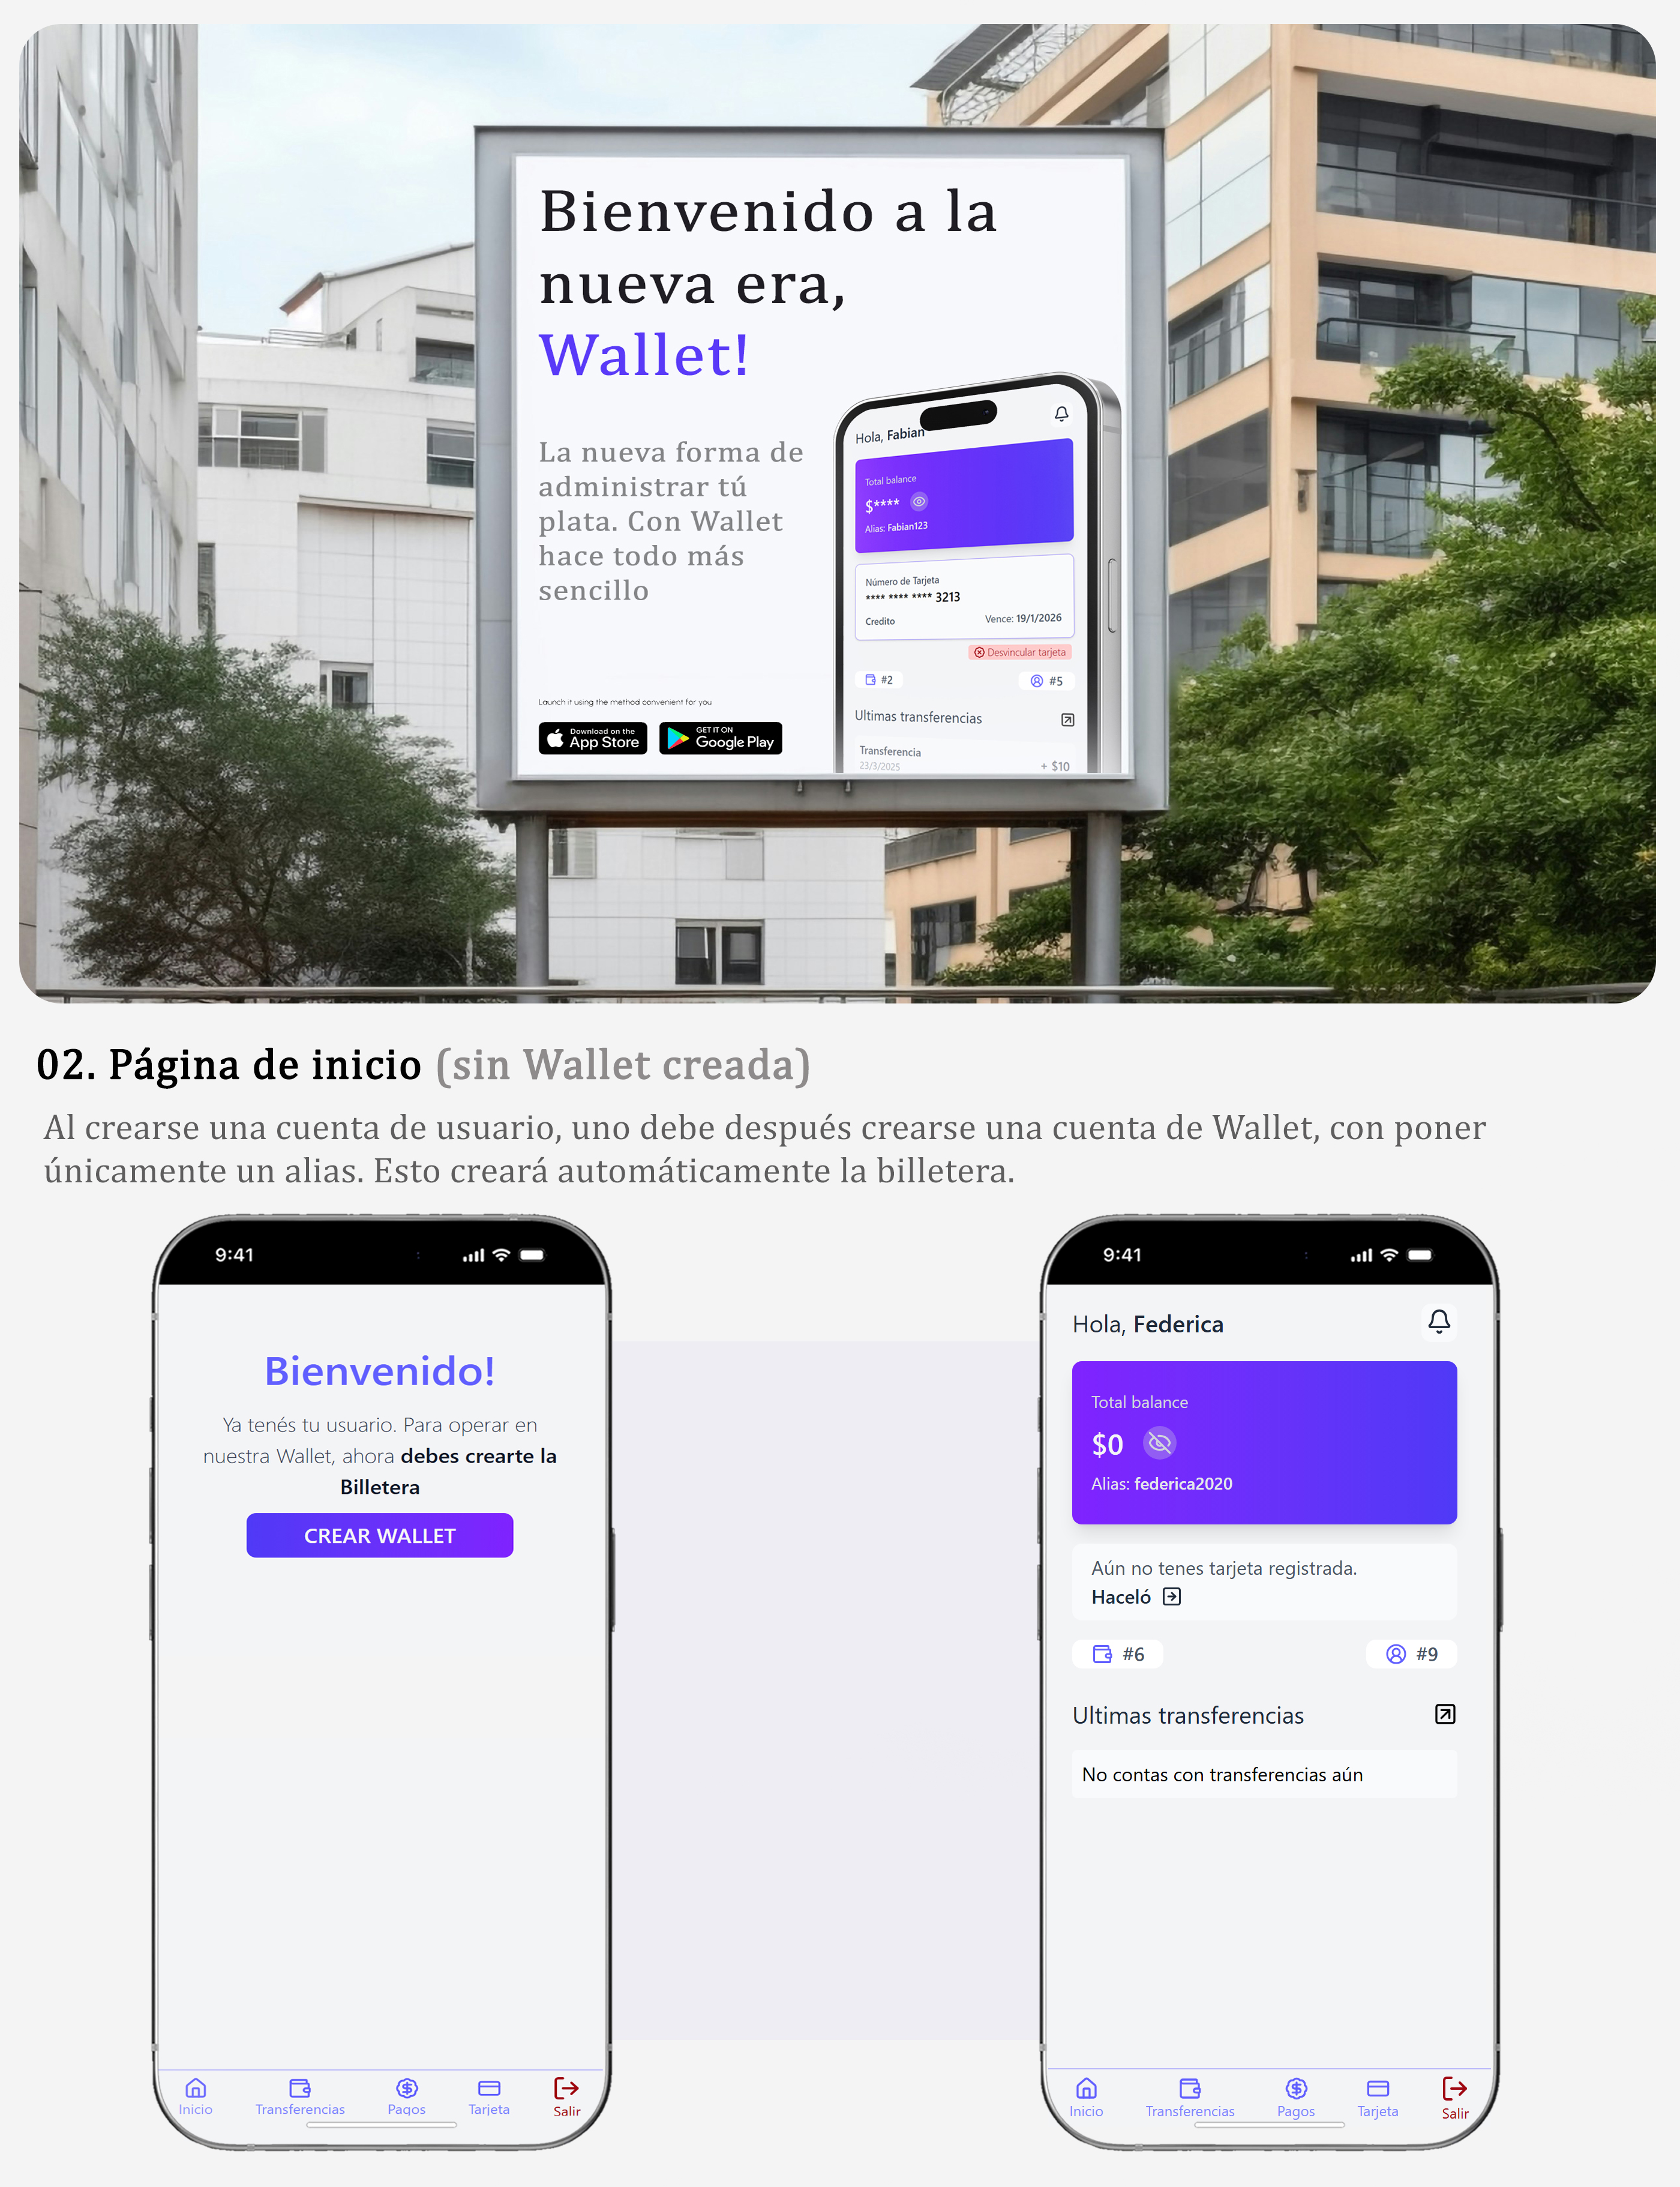 Bienvenido a la
nueva era,
Wallet!
La nueva forma de
administrar tú
plata. Con Wallet
hace todo más
sencillo
Launch it using the method convenient for you
Download on the
App Store
GET IT ON
Google Play
Hola, Fabian
Total balance
$****
Alias: Fabian123
Número de Tarjeta
**** **** **** 3213
Credito Vence: 19/1/2026
Desvincular tarjeta
#2 #5
Ultimas transferencias
Transferencia
23/3/2025 + $10
02. Página de inicio (sin Wallet creada)
Al crearse una cuenta de usuario, uno debe después crearse una cuenta de Wallet, con poner
únicamente un alias. Esto creará automáticamente la billetera.
9:41
Bienvenido!
Ya tenés tu usuario. Para operar en
nuestra Wallet, ahora debes crearte la
Billetera
CREAR WALLET
Inicio Transferencias Pagos Tarjeta Salir
9:41
Hola, Federica
Total balance
$0
Alias: federica2020
Aún no tenes tarjeta registrada.
Haceló
#6 #9
Ultimas transferencias
No contas con transferencias aún
Inicio Transferencias Pagos Tarjeta Salir